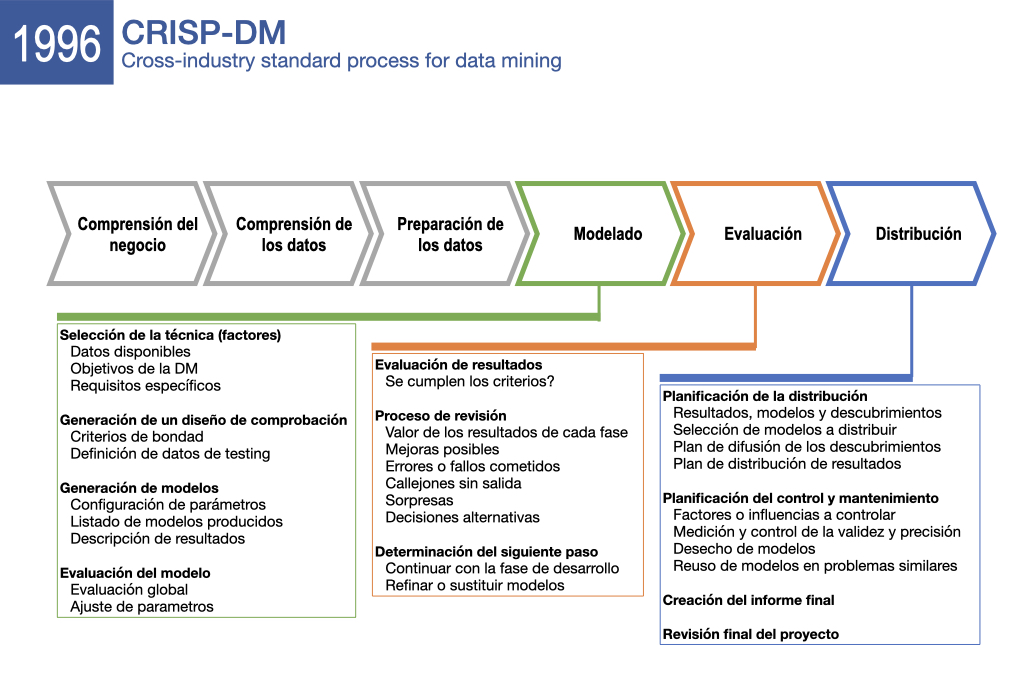 1996
CRISP-DM
Cross-industry standard process for data mining
Comprensión del
negocio
Comprensión de
los datos
Preparación de
los datos
Modelado
Evaluación
Distribución
Selección de la técnica (factores)
Datos disponibles
Objetivos de la DM
Requisitos específicos
Generación de un diseño de comprobación
Criterios de bondad
Definición de datos de testing
Generación de modelos
Configuración de parámetros
Listado de modelos producidos
Descripción de resultados
Evaluación del modelo
Evaluación global
Ajuste de parametros
Evaluación de resultados
Se cumplen los criterios?
Proceso de revisión
Valor de los resultados de cada fase
Mejoras posibles
Errores o fallos cometidos
Callejones sin salida
Sorpresas
Decisiones alternativas
Determinación del siguiente paso
Continuar con la fase de desarrollo
Refinar o sustituir modelos
Planificación de la distribución
Resultados, modelos y descubrimientos
Selección de modelos a distribuir
Plan de difusión de los descubrimientos
Plan de distribución de resultados
Planificación del control y mantenimiento
Factores o influencias a controlar
Medición y control de la validez y precisión
Desecho de modelos
Reuso de modelos en problemas similares
Creación del informe final
Revisión final del proyecto